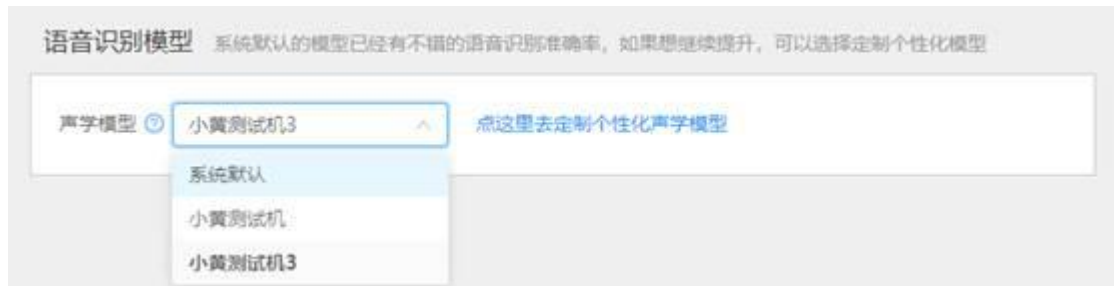 语音识别模型 系统默认的模型已经有不错的语音识别准确率，如果想继续提升，可以选择定制个性化模型
声学模型 ? 小黄测试机3 点这里去定制个性化声学模型
系统默认
小黄测试机
小黄测试机3